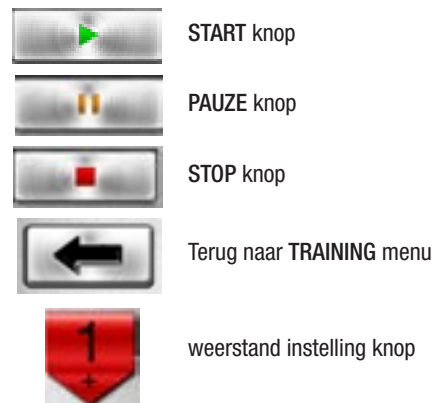 START knop
PAUZE knop
STOP knop
Terug naar TRAINING menu
1
+
weerstand instelling knop